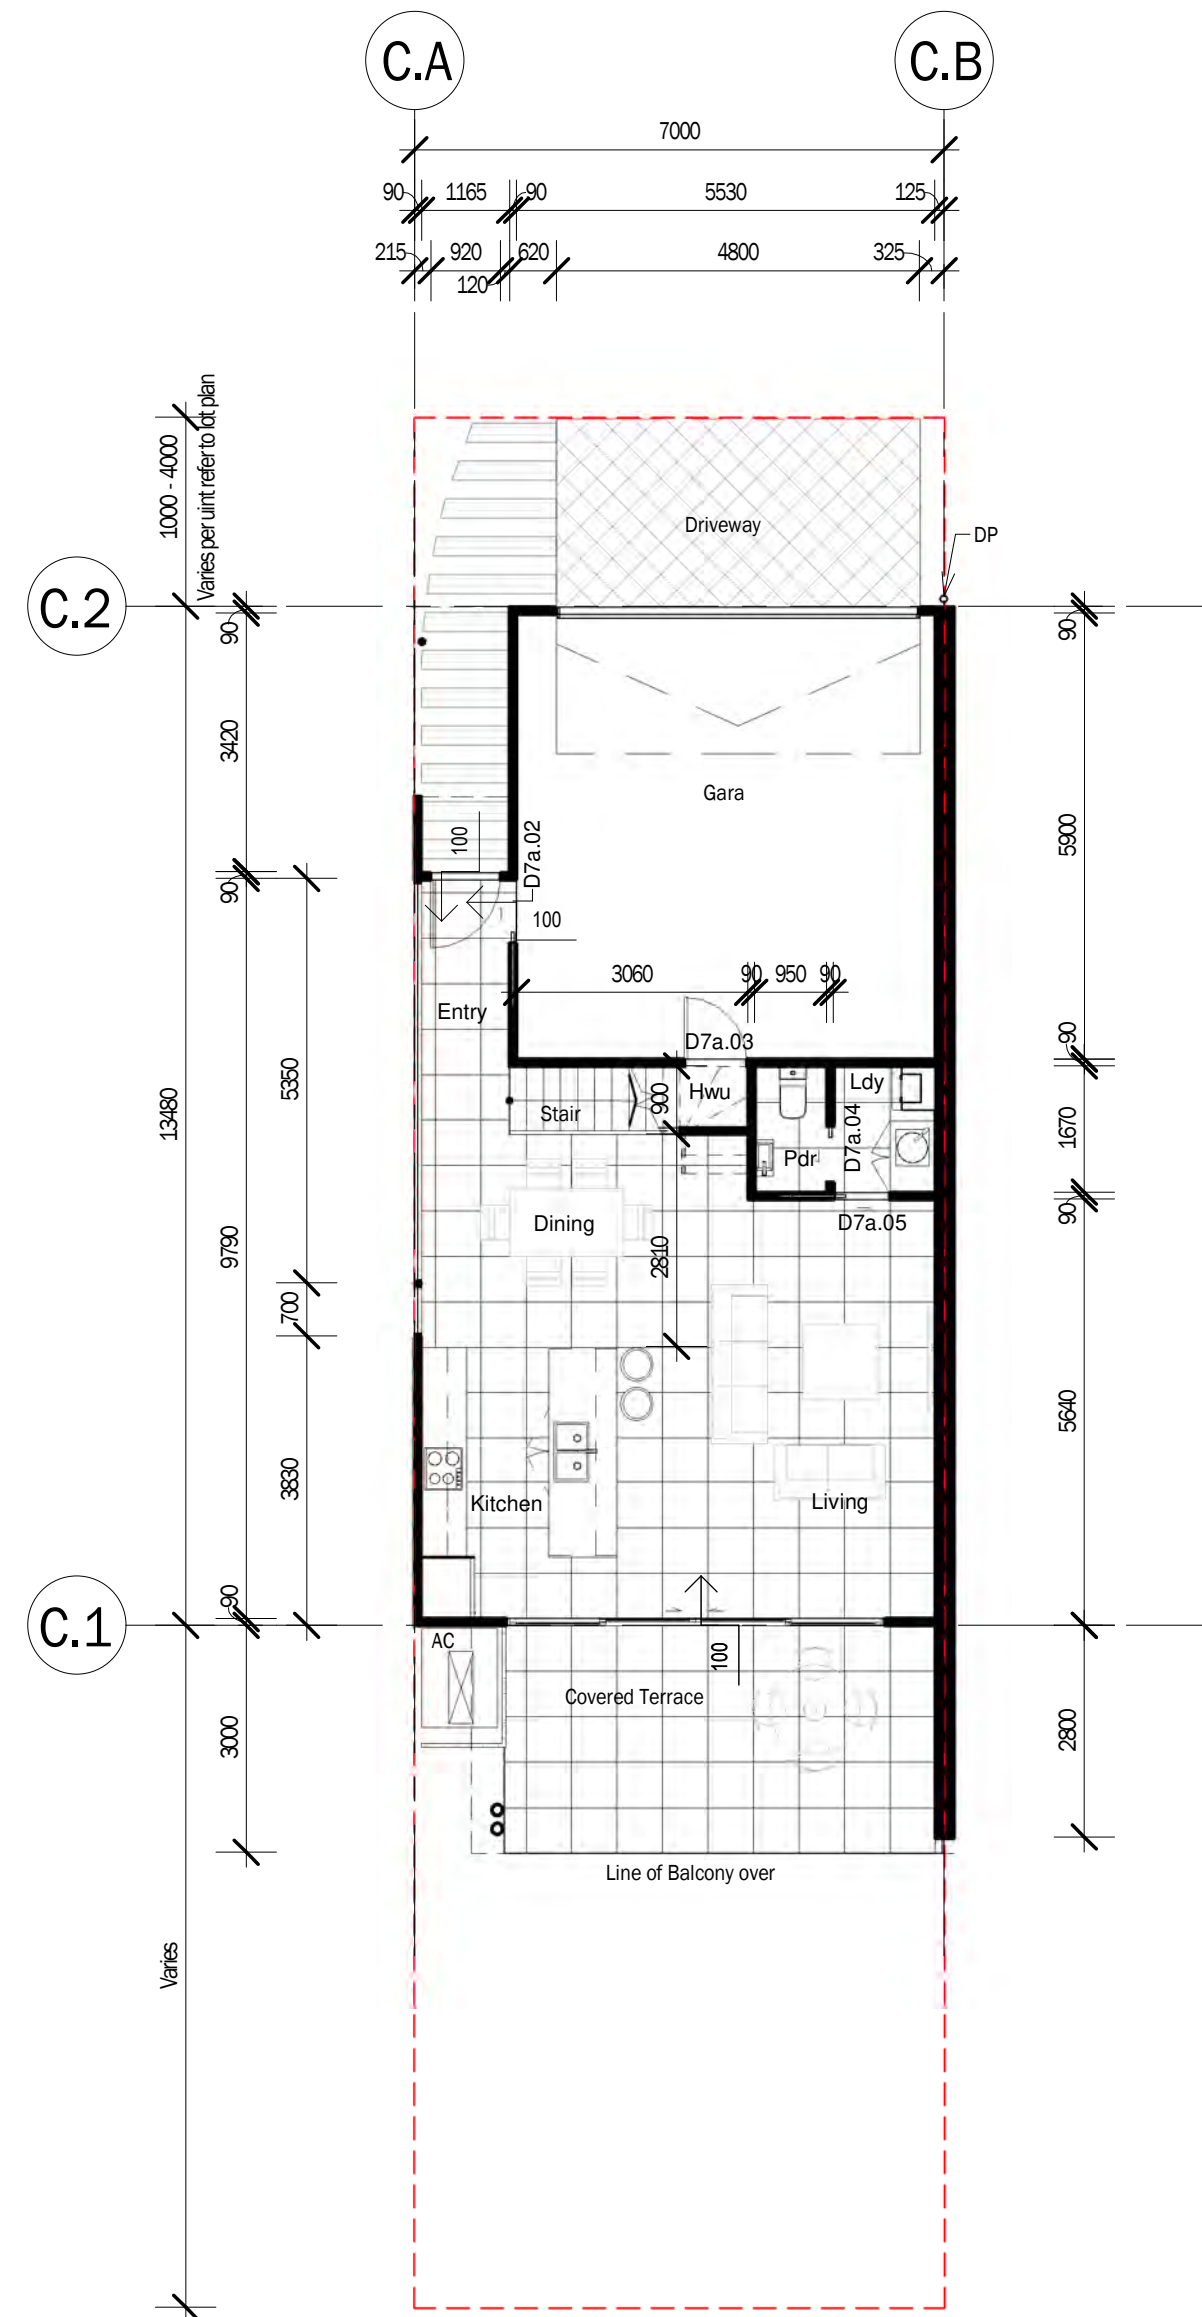 C.A
C.B
7000
90
1165
90
5530
125
215
920
620
4800
325
120
1000 - 4000
Varies per uint refer to lot plan
Driveway
DP
C.2
90
90
3420
Gara
100
D7a.02
5900
90
100
3060
90
950
90
Entry
D7a.03
90
5350
Hwu
Ldy
900
Stair
13480
1670
D7a.04
Pdr
90
Dining
D7a.05
9790
2810
700
5640
3830
Kitchen
Living
90
C.1
AC
100
Covered Terrace
3000
2800
Line of Balcony over
Varies